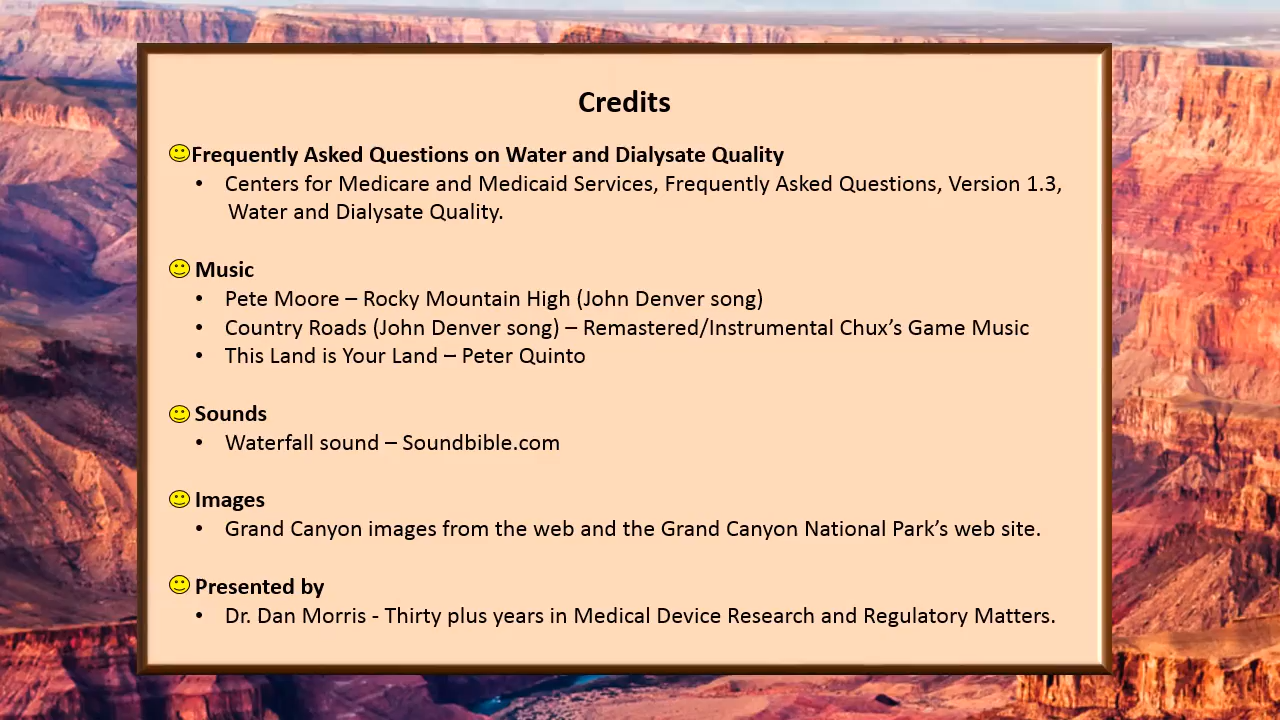 Credits
Frequently Asked Questions on Water and Dialysate Quality
• Centers for Medicare and Medicaid Services, Frequently Asked Questions, Version 1.3,
Water and Dialysate Quality.
Music
• Pete Moore – Rocky Mountain High (John Denver song)
• Country Roads (John Denver song) – Remastered/Instrumental Chux’s Game Music
• This Land is Your Land – Peter Quinto
Sounds
• Waterfall sound – Soundbible.com
Images
• Grand Canyon images from the web and the Grand Canyon National Park’s web site.
Presented by
• Dr. Dan Morris - Thirty plus years in Medical Device Research and Regulatory Matters.